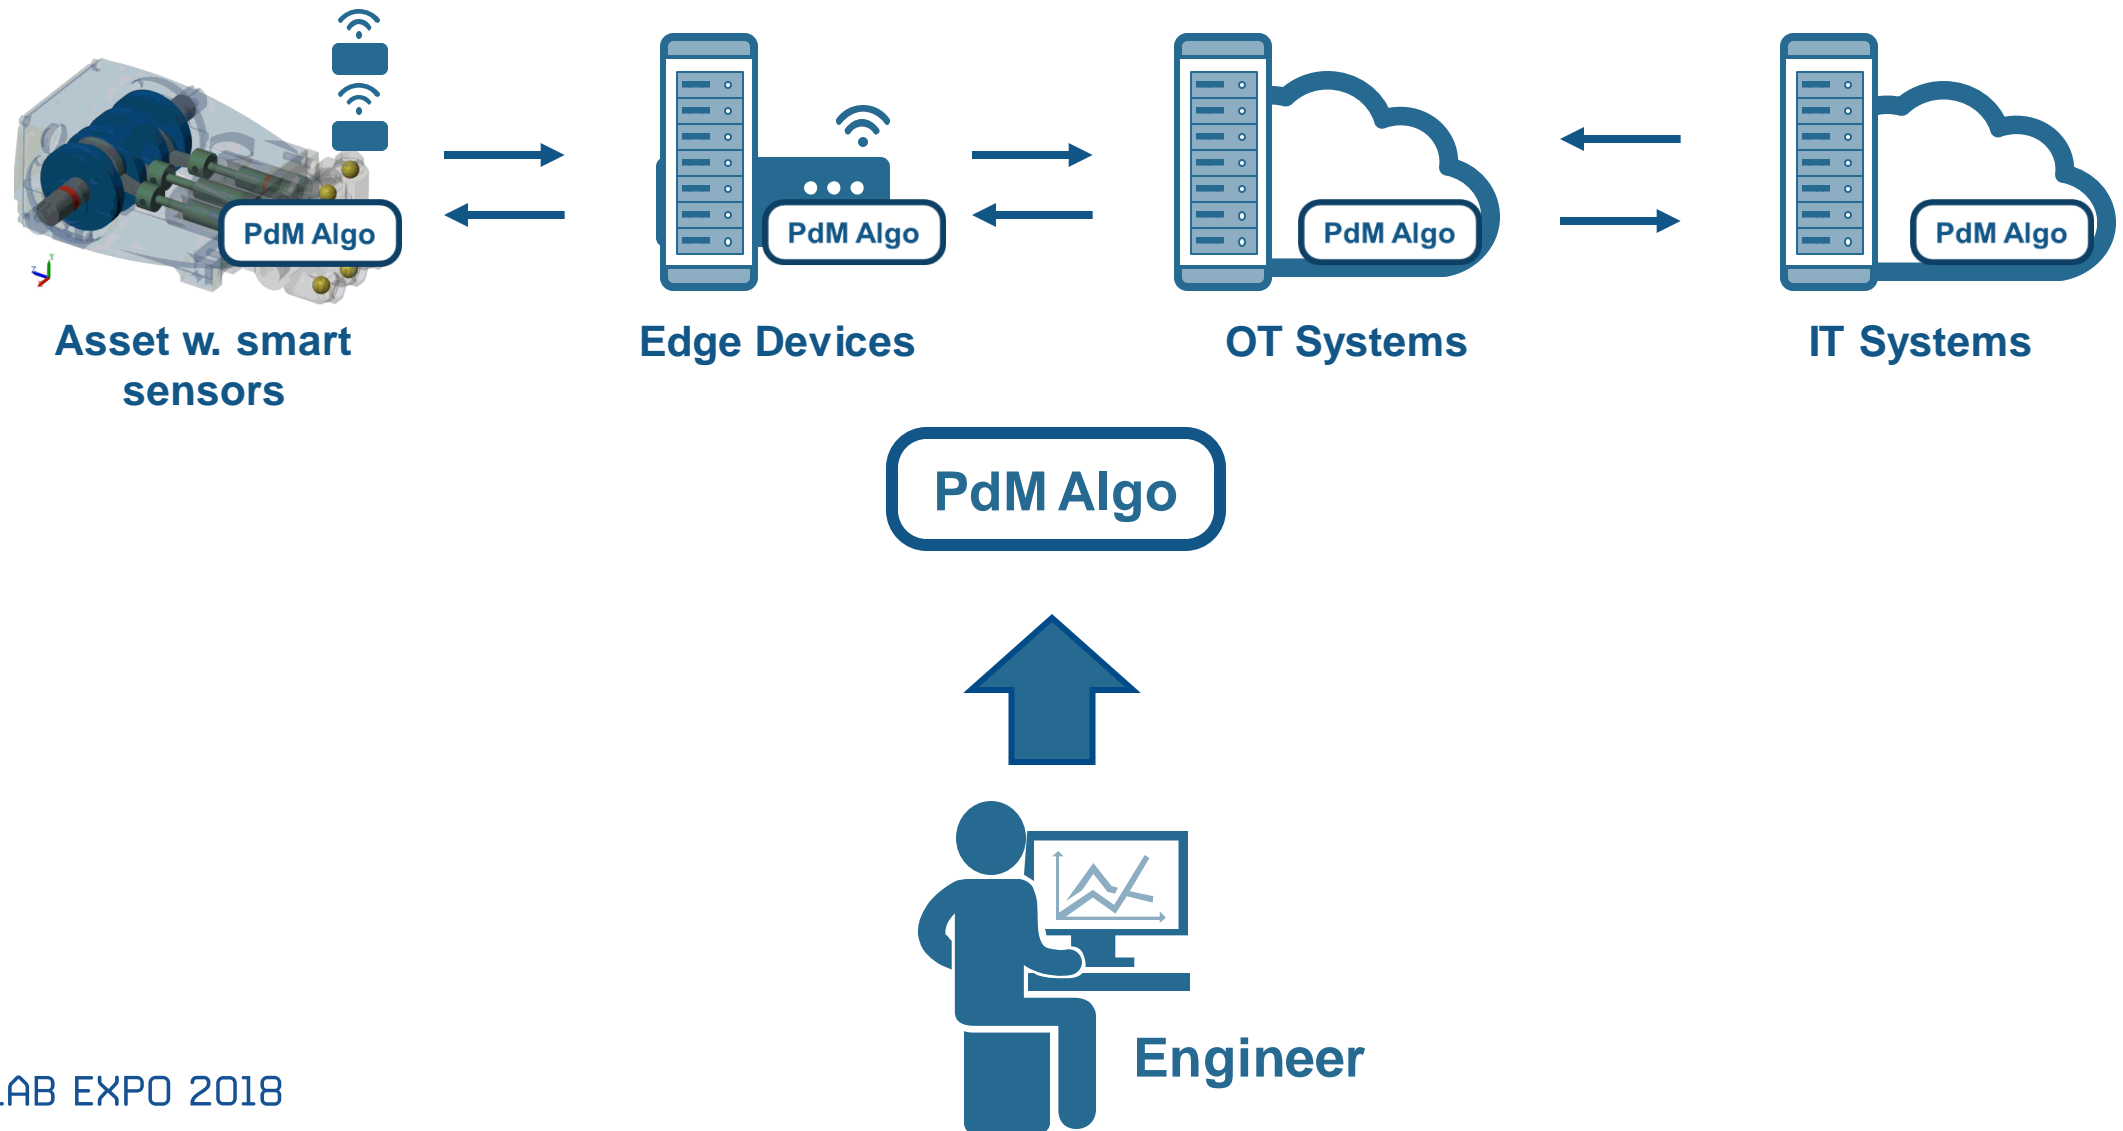 PdM Algo
PdM Algo
PdM Algo
PdM Algo
Asset w. smart
sensors
Edge Devices
OT Systems
IT Systems
PdM Algo
Engineer
LAB EXPO 2018